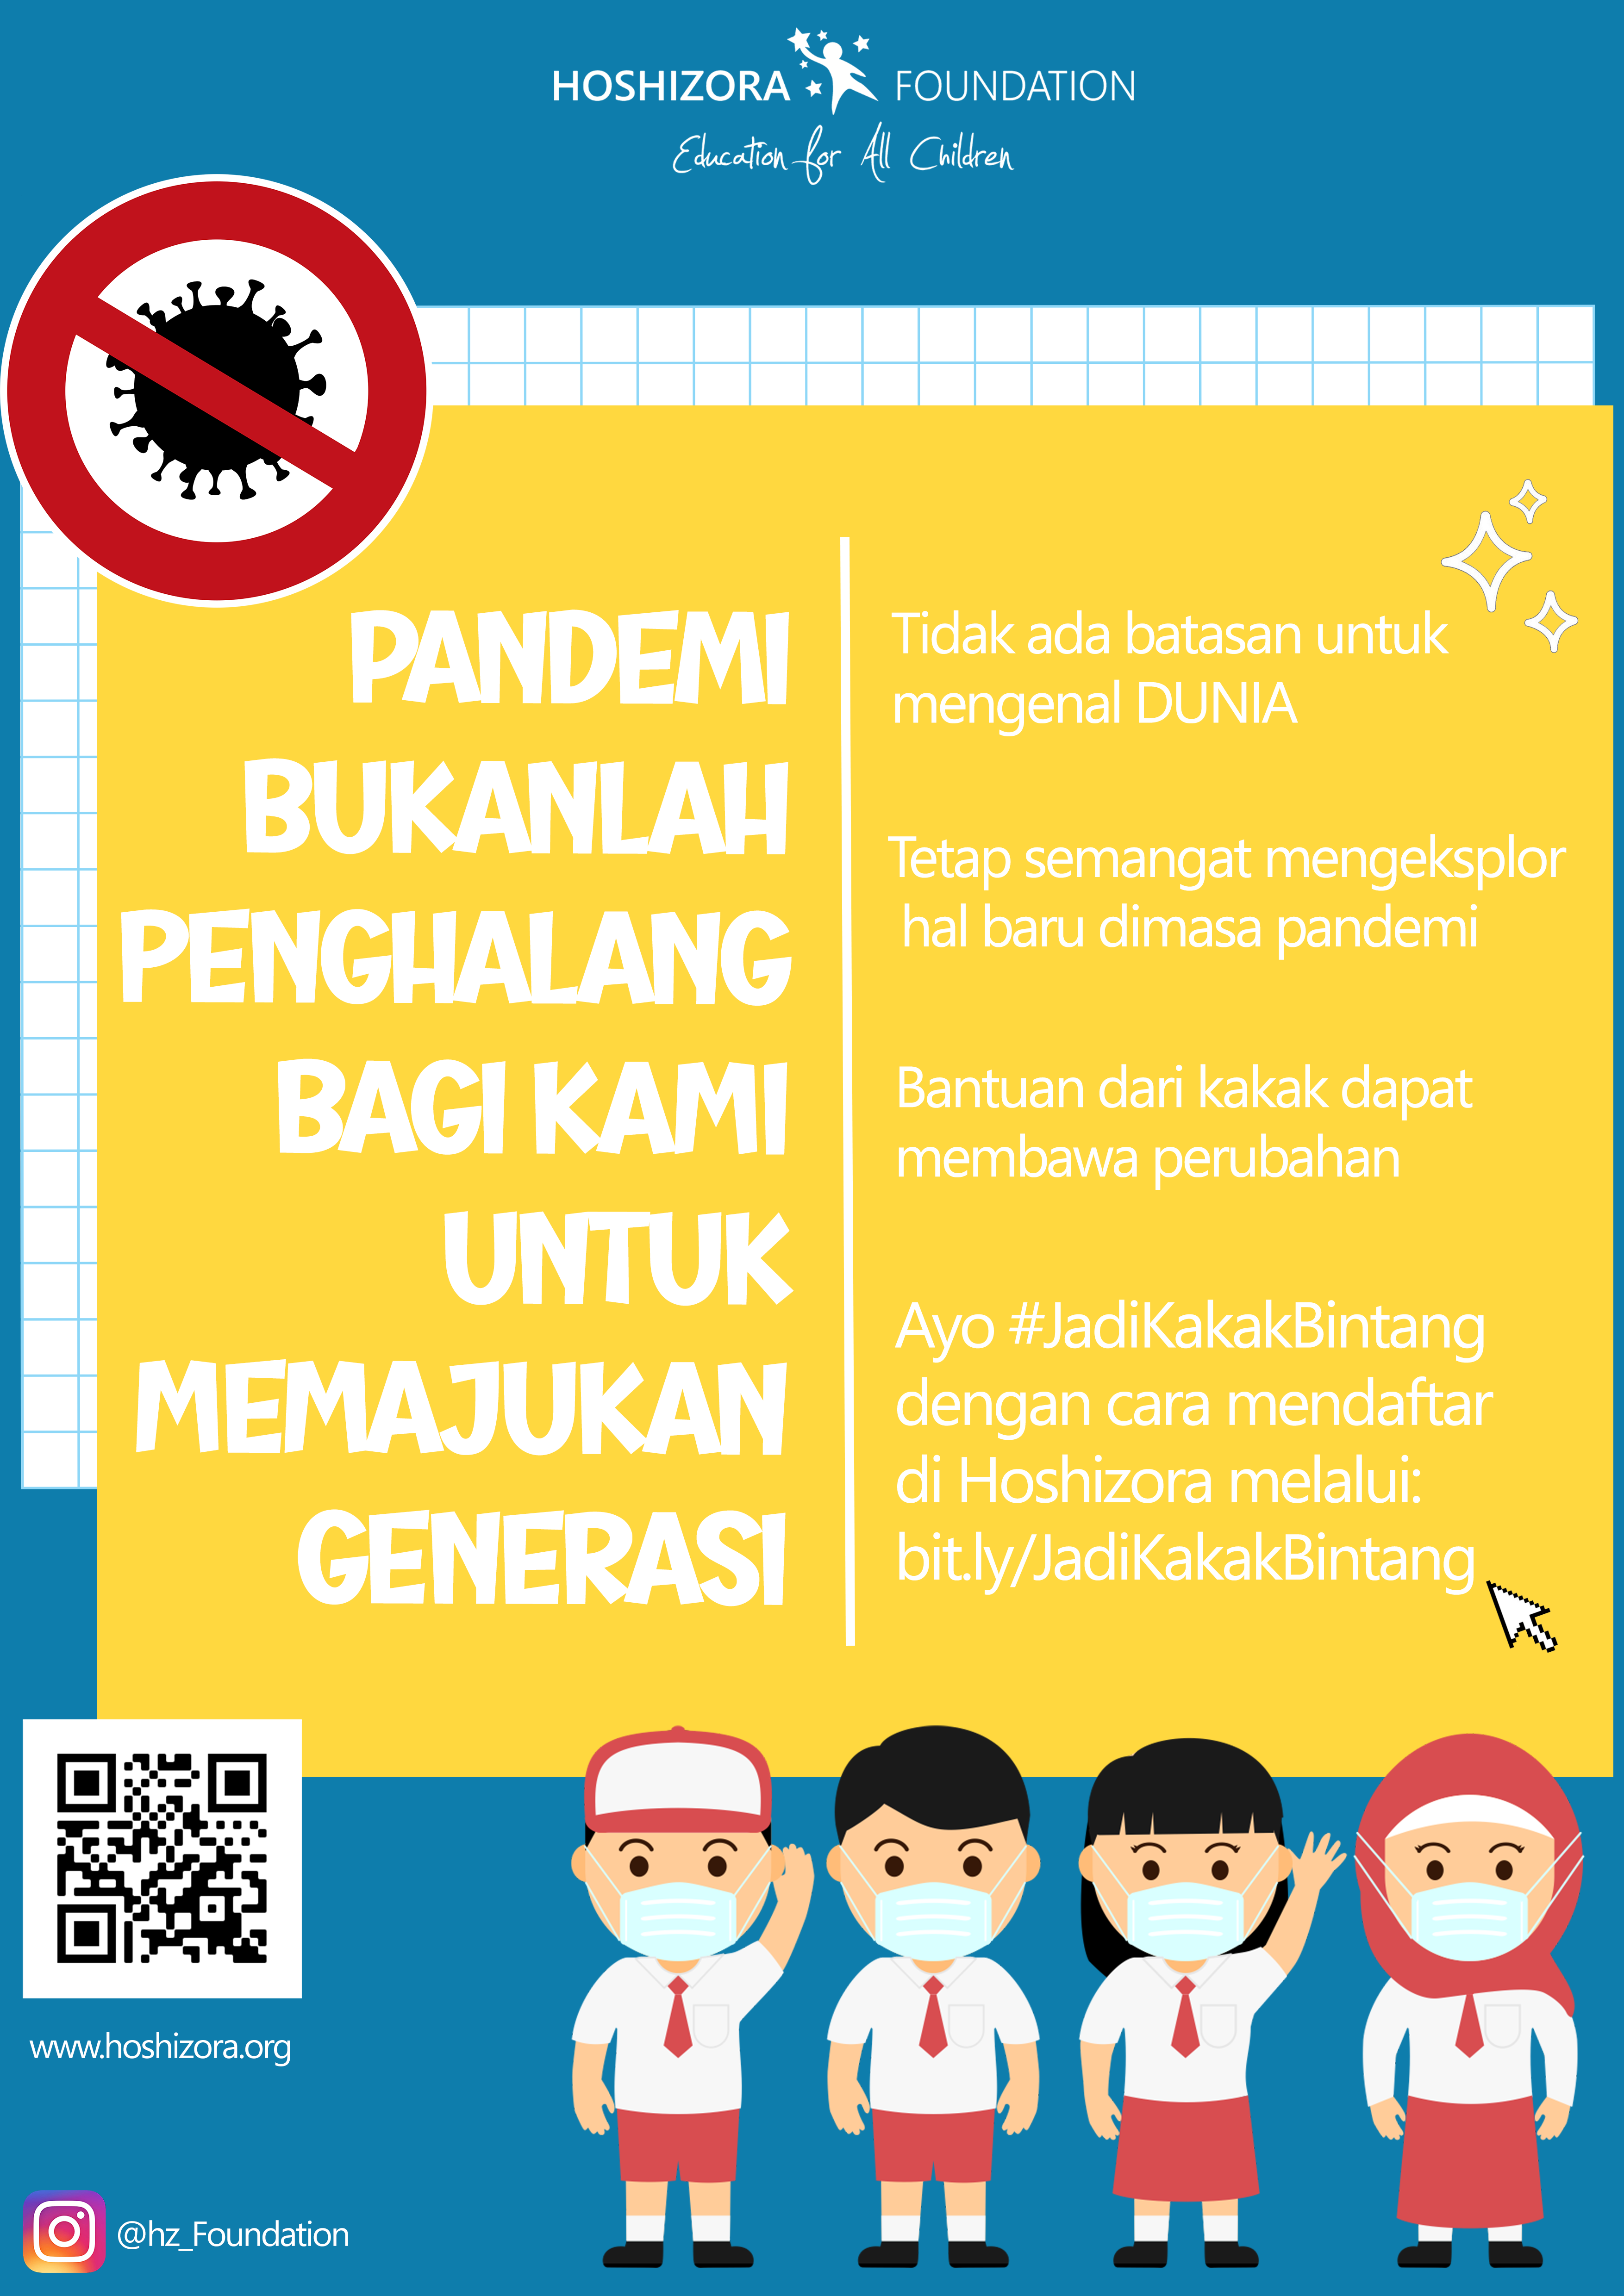 HOSHIZORA FOUNDATION
Education for All Children
PANDEMI
BUKANLAH
PENGHALANG
BAGI KAMI
UNTUK
MEMAJUKAN
GENERASI
Tidak ada batasan untuk
mengenal DUNIA
Tetap semangat mengeksplor
hal baru dimasa pandemi
Bantuan dari kakak dapat
membawa perubahan
Ayo #JadiKakakBintang
dengan cara mendaftar
di Hoshizora melalui:
bit.ly/JadiKakakBintang
www.hoshizora.org
@hz_Foundation